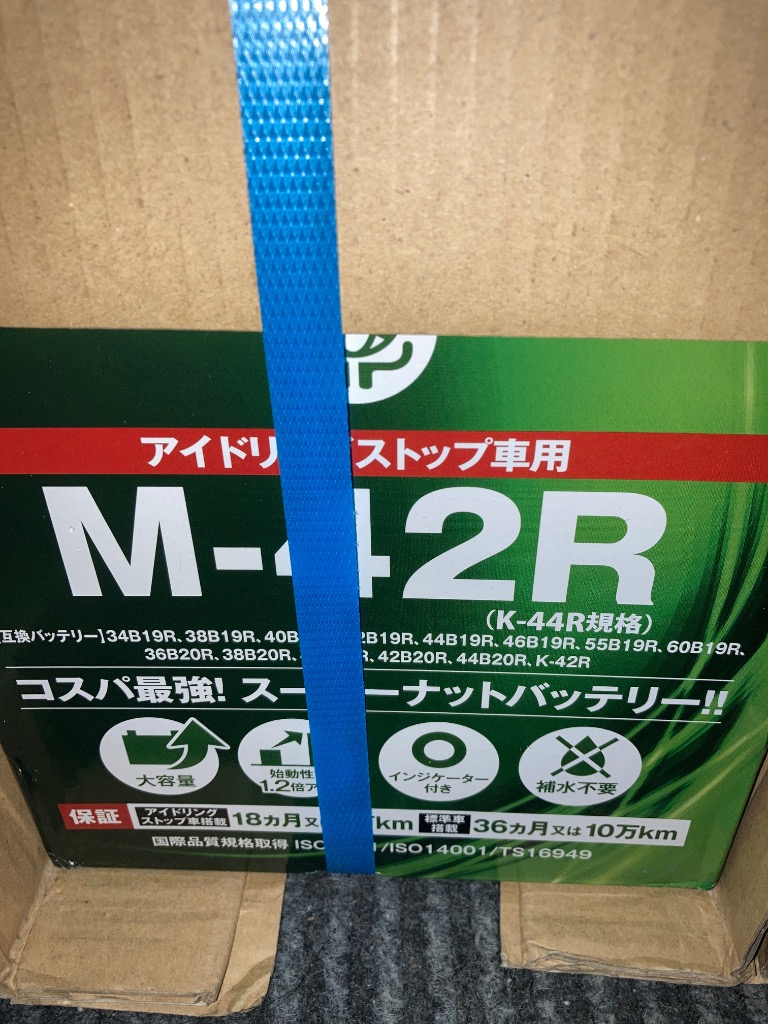 アイドリ ストップ車用
M-42R
(K-44R規格)
互換バッテリー】34B19R、38B19R、40B 2B19R、44B19R、46B19R、55B19R、60B19R、
36B20R、38B20R、 R、42B20R、44B20R、K-42R
コスパ最強! スー ーナットバッテリー!!
大容量
始動性
1.2倍ア
インジケーター
付き
補水不要
保証 アイドリング
ストップ車搭載 18カ月又 km 標準車
搭載 36カ月又は10万km
国際品質規格取得 ISO 1/ISO14001/TS16949